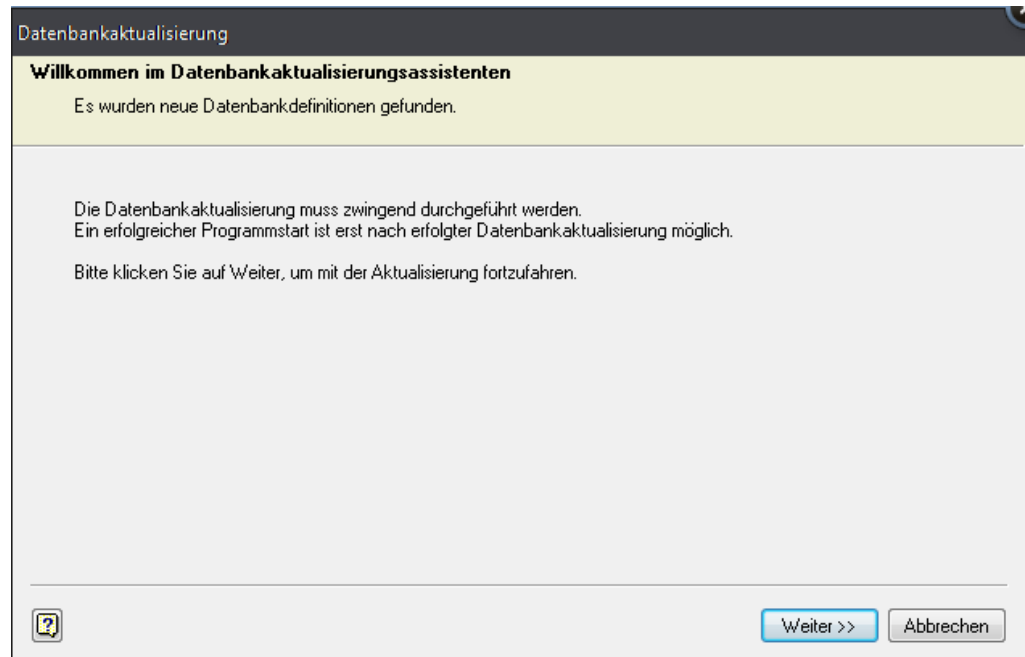 Datenbankaktualisierung
Willkommen im Datenbankaktualisierungsassistenten
Es wurden neue Datenbankdefinitionen gefunden.
Die Datenbankaktualisierung muss zwingend durchgeführt werden.
Ein erfolgreicher Programmstart ist erst nach erfolgter Datenbankaktualisierung möglich.
Bitte klicken Sie auf Weiter, um mit der Aktualisierung fortzufahren.
? Weiter >> Abbrechen